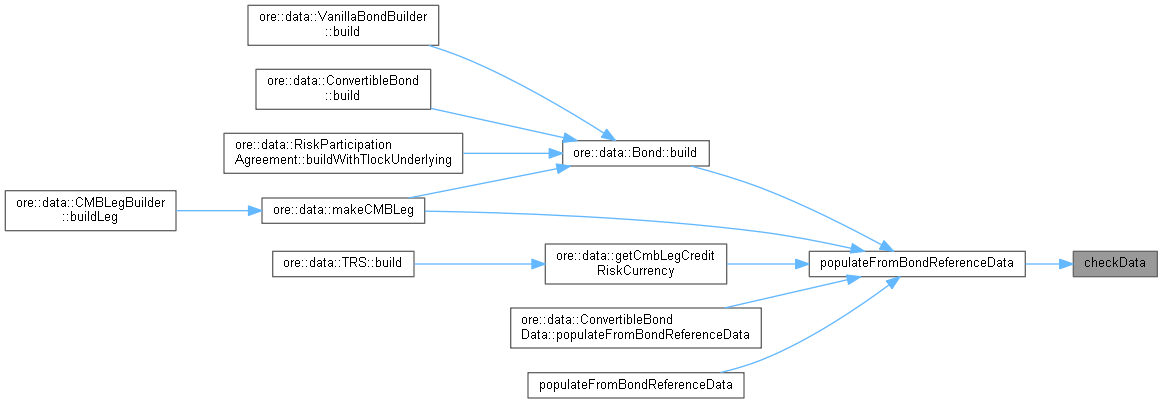 ore::data::VanillaBondBuilder
::build
ore::data::ConvertibleBond
::build
ore::data::RiskParticipation
Agreement::buildWithTlockUnderlying
ore::data::Bond::build
ore::data::CMBLegBuilder
::buildLeg
ore::data::makeCMBLeg
ore::data::TRS::build
ore::data::getCmbLegCredit
RiskCurrency
populateFromBondReferenceData
checkData
ore::data::ConvertibleBond
Data::populateFromBondReferenceData
populateFromBondReferenceData